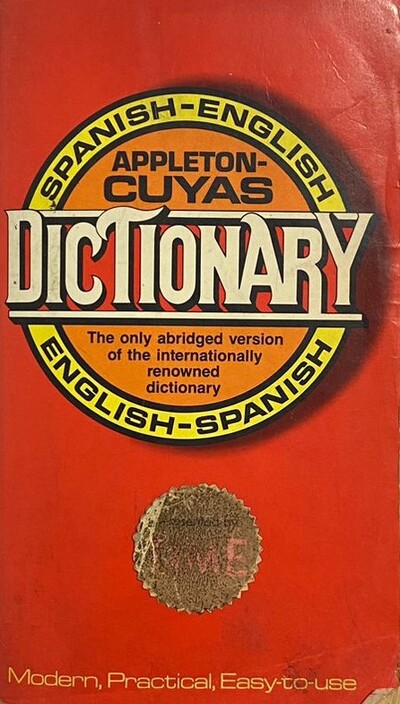 SPANISH-ENGLISH
APPLETON-
CUYAS
DICTIONARY
The only abridged version
of the internationally
renowned
dictionary
ENGLISH-SPANISH
by
Modern, Practical, Easy-to-use